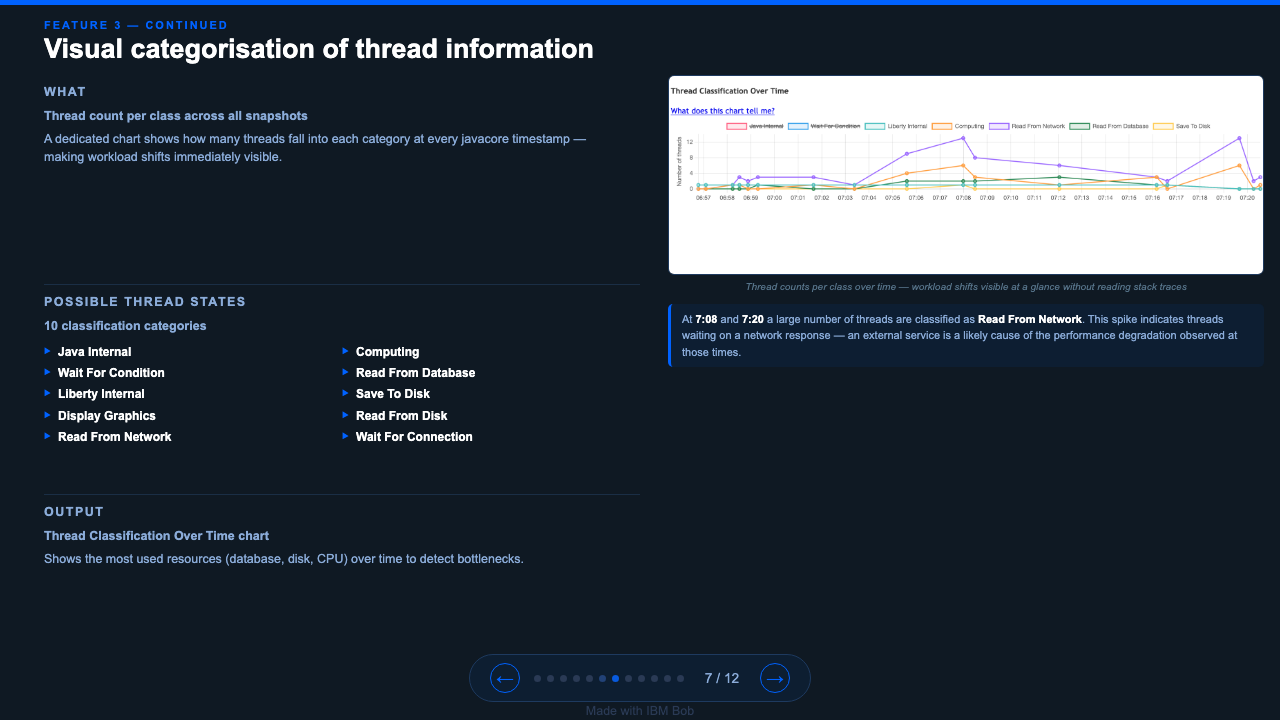 FEATURE 3 — CONTINUED
Visual categorisation of thread information
WHAT
Thread count per class across all snapshots
A dedicated chart shows how many threads fall into each category at every javacore timestamp —
making workload shifts immediately visible.
POSSIBLE THREAD STATES
10 classification categories
Java Internal
Wait For Condition
Liberty Internal
Display Graphics
Read From Network
Computing
Read From Database
Save To Disk
Read From Disk
Wait For Connection
OUTPUT
Thread Classification Over Time chart
Shows the most used resources (database, disk, CPU) over time to detect bottlenecks.
Thread Classification Over Time
What does this chart tell me?
Java Internal Wait For Condition Liberty Internal Computing Read From Network Read From Database Save To Disk
Number of threads
12
8
4
0
06:57 06:58 06:59 07:00 07:01 07:02 07:03 07:04 07:05 07:06 07:07 07:08 07:09 07:10 07:11 07:12 07:13 07:14 07:15 07:16 07:17 07:18 07:19 07:20
Thread counts per class over time — workload shifts visible at a glance without reading stack traces
At 7:08 and 7:20 a large number of threads are classified as Read From Network. This spike indicates threads
waiting on a network response — an external service is a likely cause of the performance degradation observed at
those times.
← 7 / 12 →
Made with IBM Bob